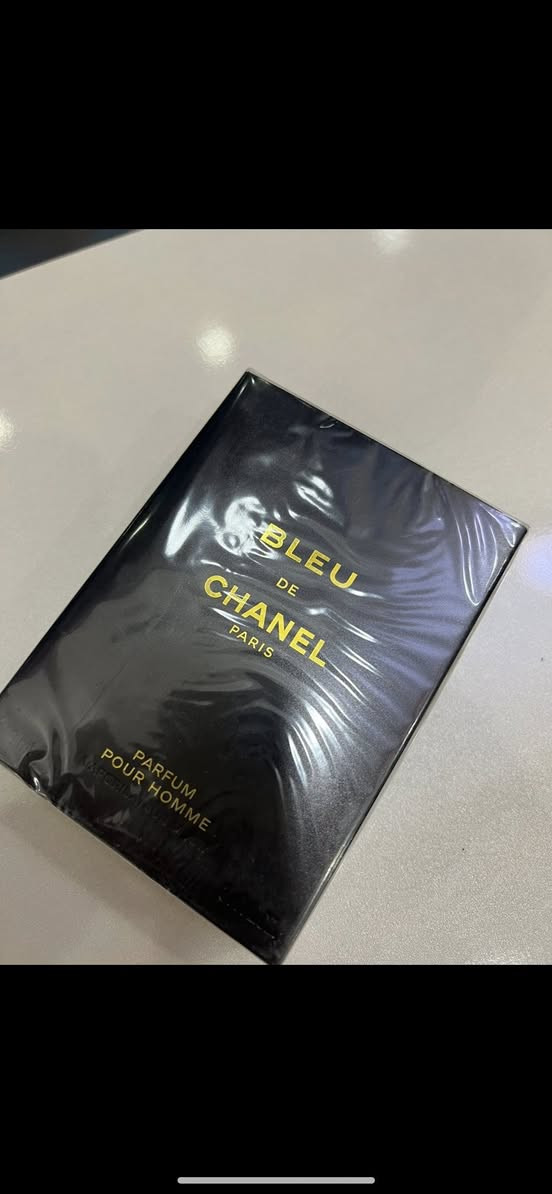 BLEU
DE
CHANEL
PARIS
PARFUM
POUR HOMME